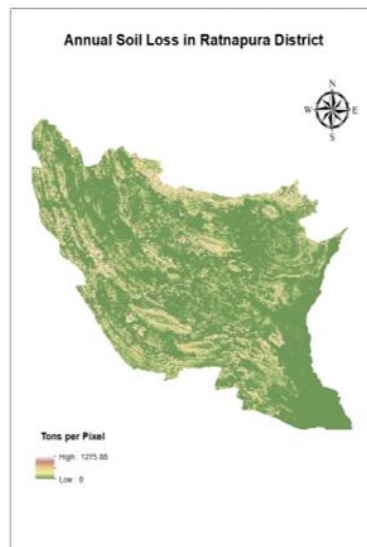 Annual Soil Loss in Ratnapura District
N
W E
S
Tons per Pixel
High : 1275.88
Low : 0